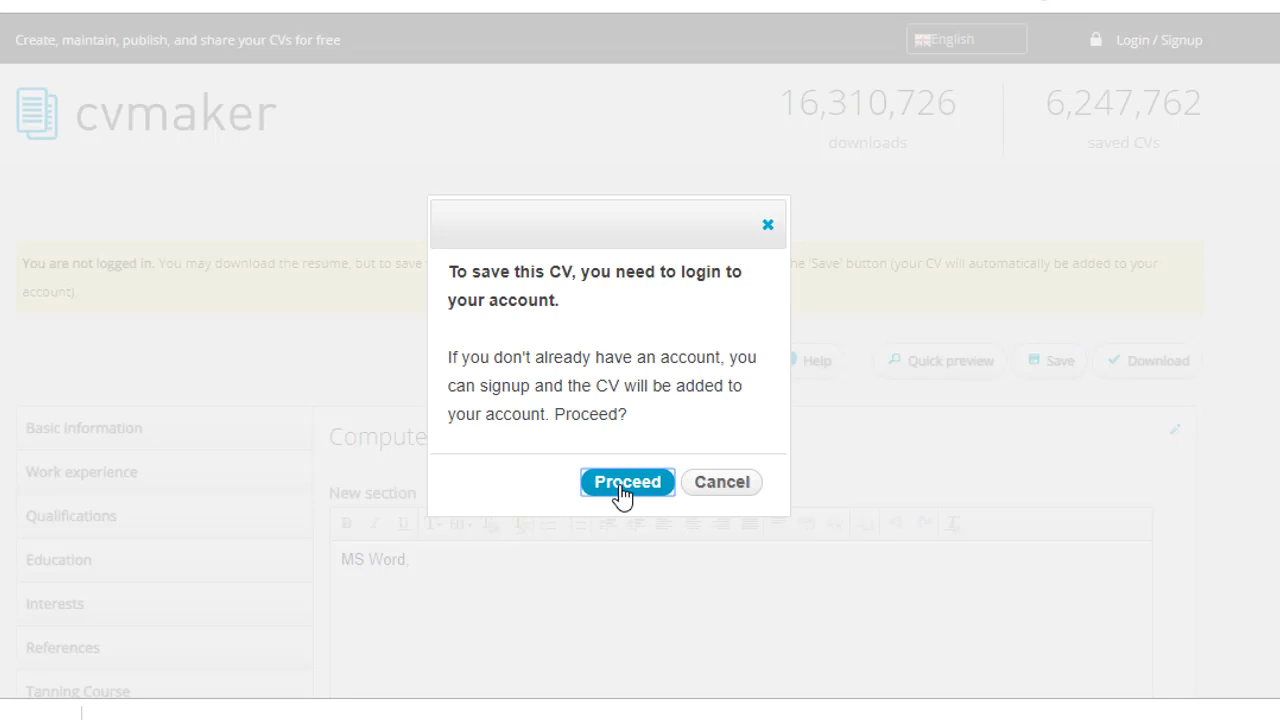 Create, maintain, publish, and share your CVs for free
English
Login / Signup
cvmaker
16,310,726
downloads
6,247,762
saved CVs
You are not logged in. You may download the resume, but to save
the 'Save' button (your CV will automatically be added to your
account).
To save this CV, you need to login to
your account.
If you don't already have an account, you
can signup and the CV will be added to
your account. Proceed?
Proceed
Cancel
Help
Quick preview
Save
Download
Basic information
Work experience
Qualifications
Education
Interests
References
Tanning Course
Compute
New section
B I U
MS Word,